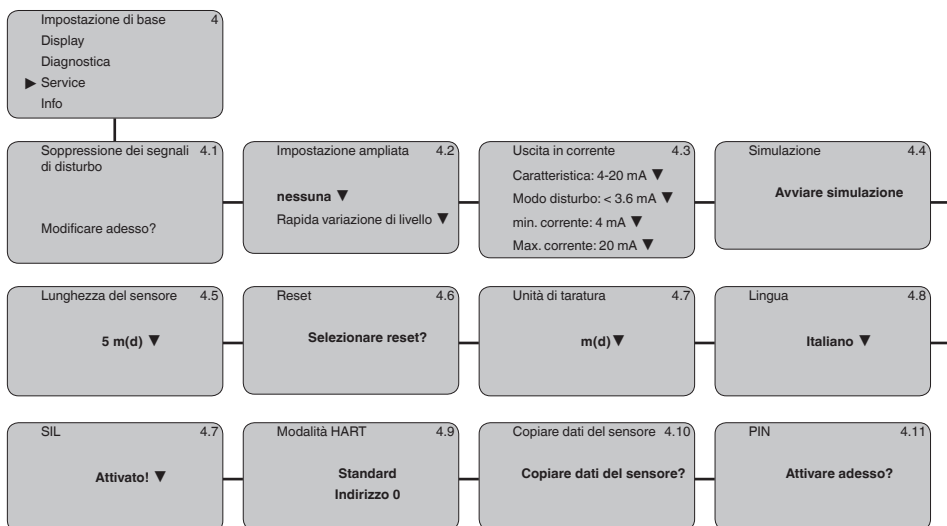 Impostazione di base 4
Display
Diagnostica
▶ Service
Info
Soppressione dei segnali 4.1
di disturbo
Modificare adesso?
Impostazione ampliata 4.2
nessuna ▼
Rapida variazione di livello ▼
Uscita in corrente 4.3
Caratteristica: 4-20 mA ▼
Modo disturbo: < 3.6 mA ▼
min. corrente: 4 mA ▼
Max. corrente: 20 mA ▼
Simulazione 4.4
Avviare simulazione
Lunghezza del sensore 4.5
5 m(d) ▼
Reset 4.6
Selezionare reset?
Unità di taratura 4.7
m(d) ▼
Lingua 4.8
Italiano ▼
SIL 4.7
Attivato! ▼
Modalità HART 4.9
Standard
Indirizzo 0
Copiare dati del sensore 4.10
Copiare dati del sensore?
PIN 4.11
Attivare adesso?